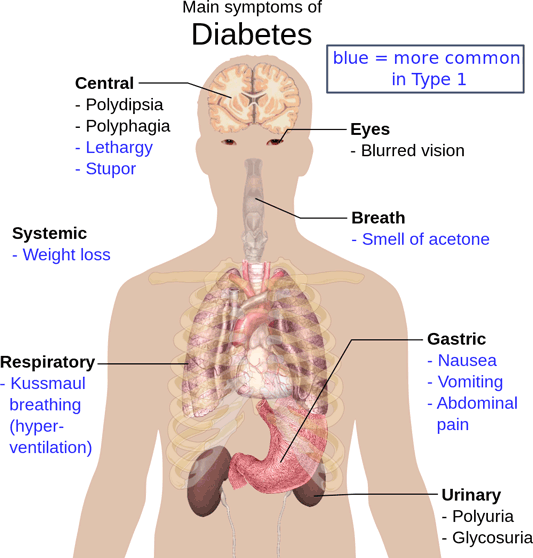 Main symptoms of
Diabetes
blue = more common
in Type 1
Central
- Polydipsia
- Polyphagia
- Lethargy
- Stupor
Eyes
- Blurred vision
Breath
- Smell of acetone
Systemic
- Weight loss
Respiratory
- Kussmaul
breathing
(hyper-
ventilation)
Gastric
- Nausea
- Vomiting
- Abdominal
pain
Urinary
- Polyuria
- Glycosuria